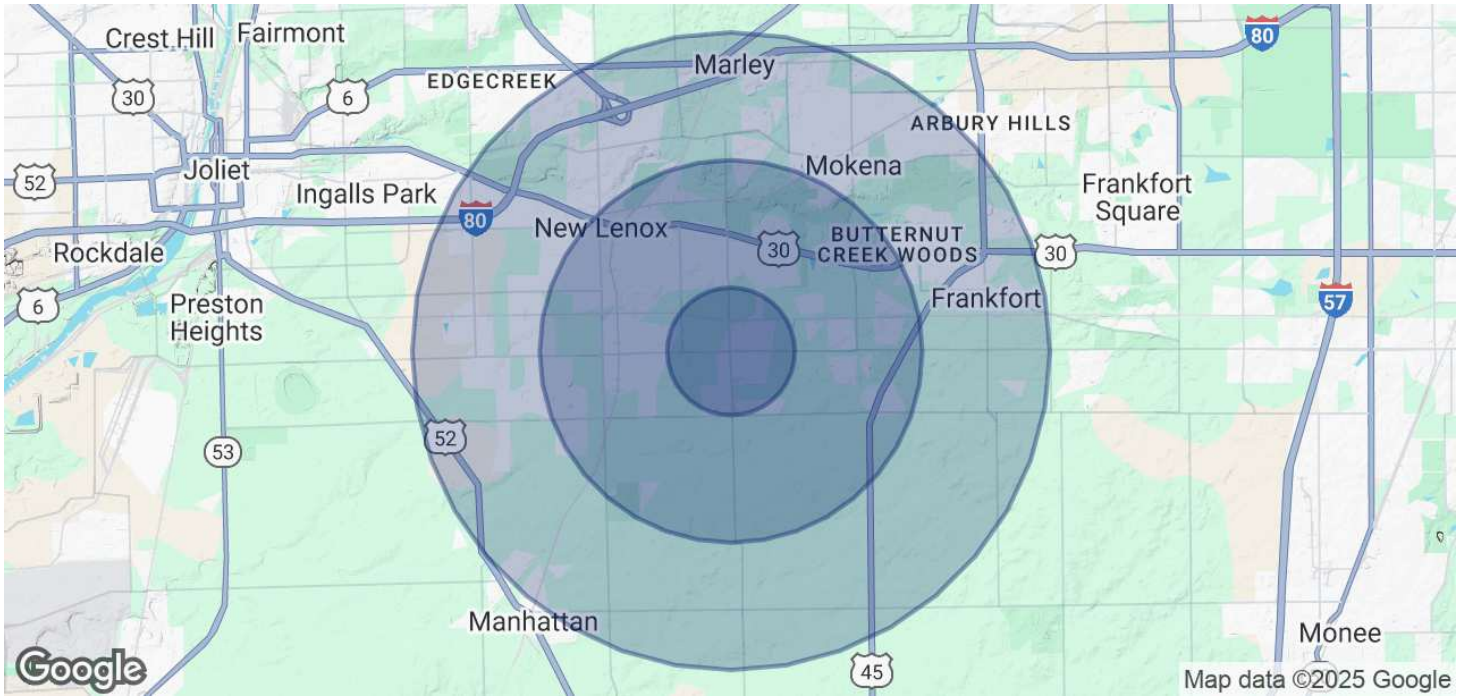 Crest Hill
Fairmont
80
30
6
EDGECREEK
Marley
ARBURY HILLS
52
Joliet
Ingalls Park
Mokena
Frankfort
Square
80
New Lenox
30
BUTTERNUT
CREEK WOODS
30
Rockdale
6
Preston
Heights
Frankfort
57
52
53
Manhattan
45
Monee
Google
Map data ©2025 Google